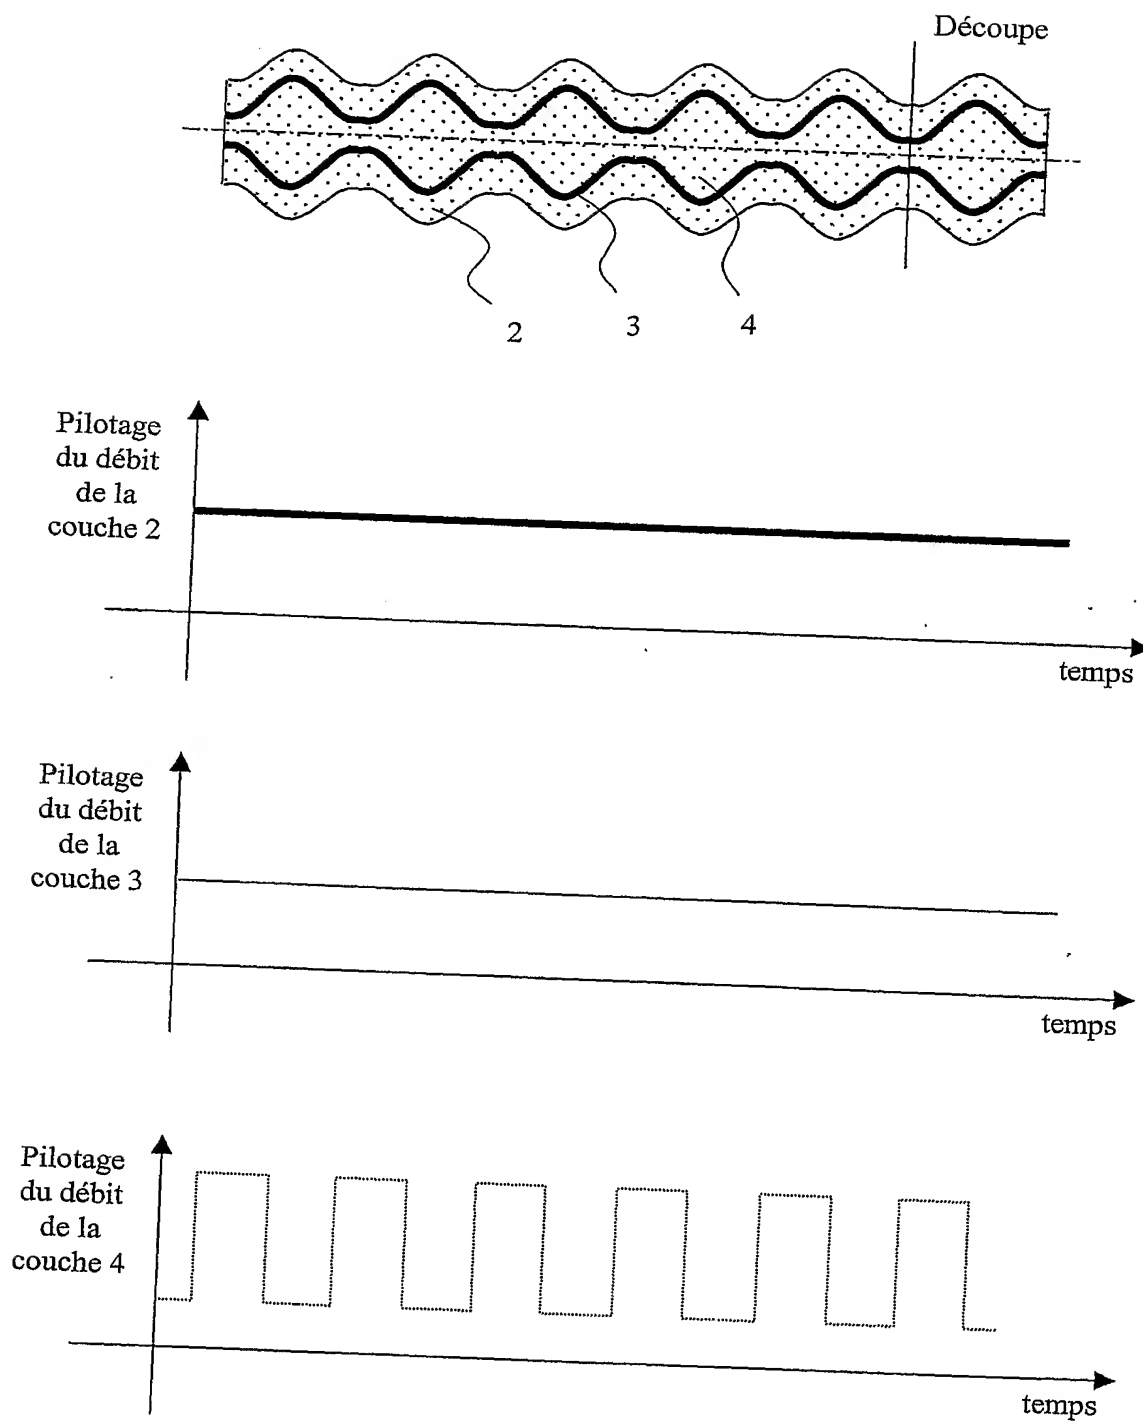 Découpe
2
3
4
Pilotage
du débit
de la
couche 2
temps
Pilotage
du débit
de la
couche 3
temps
Pilotage
du débit
de la
couche 4
temps